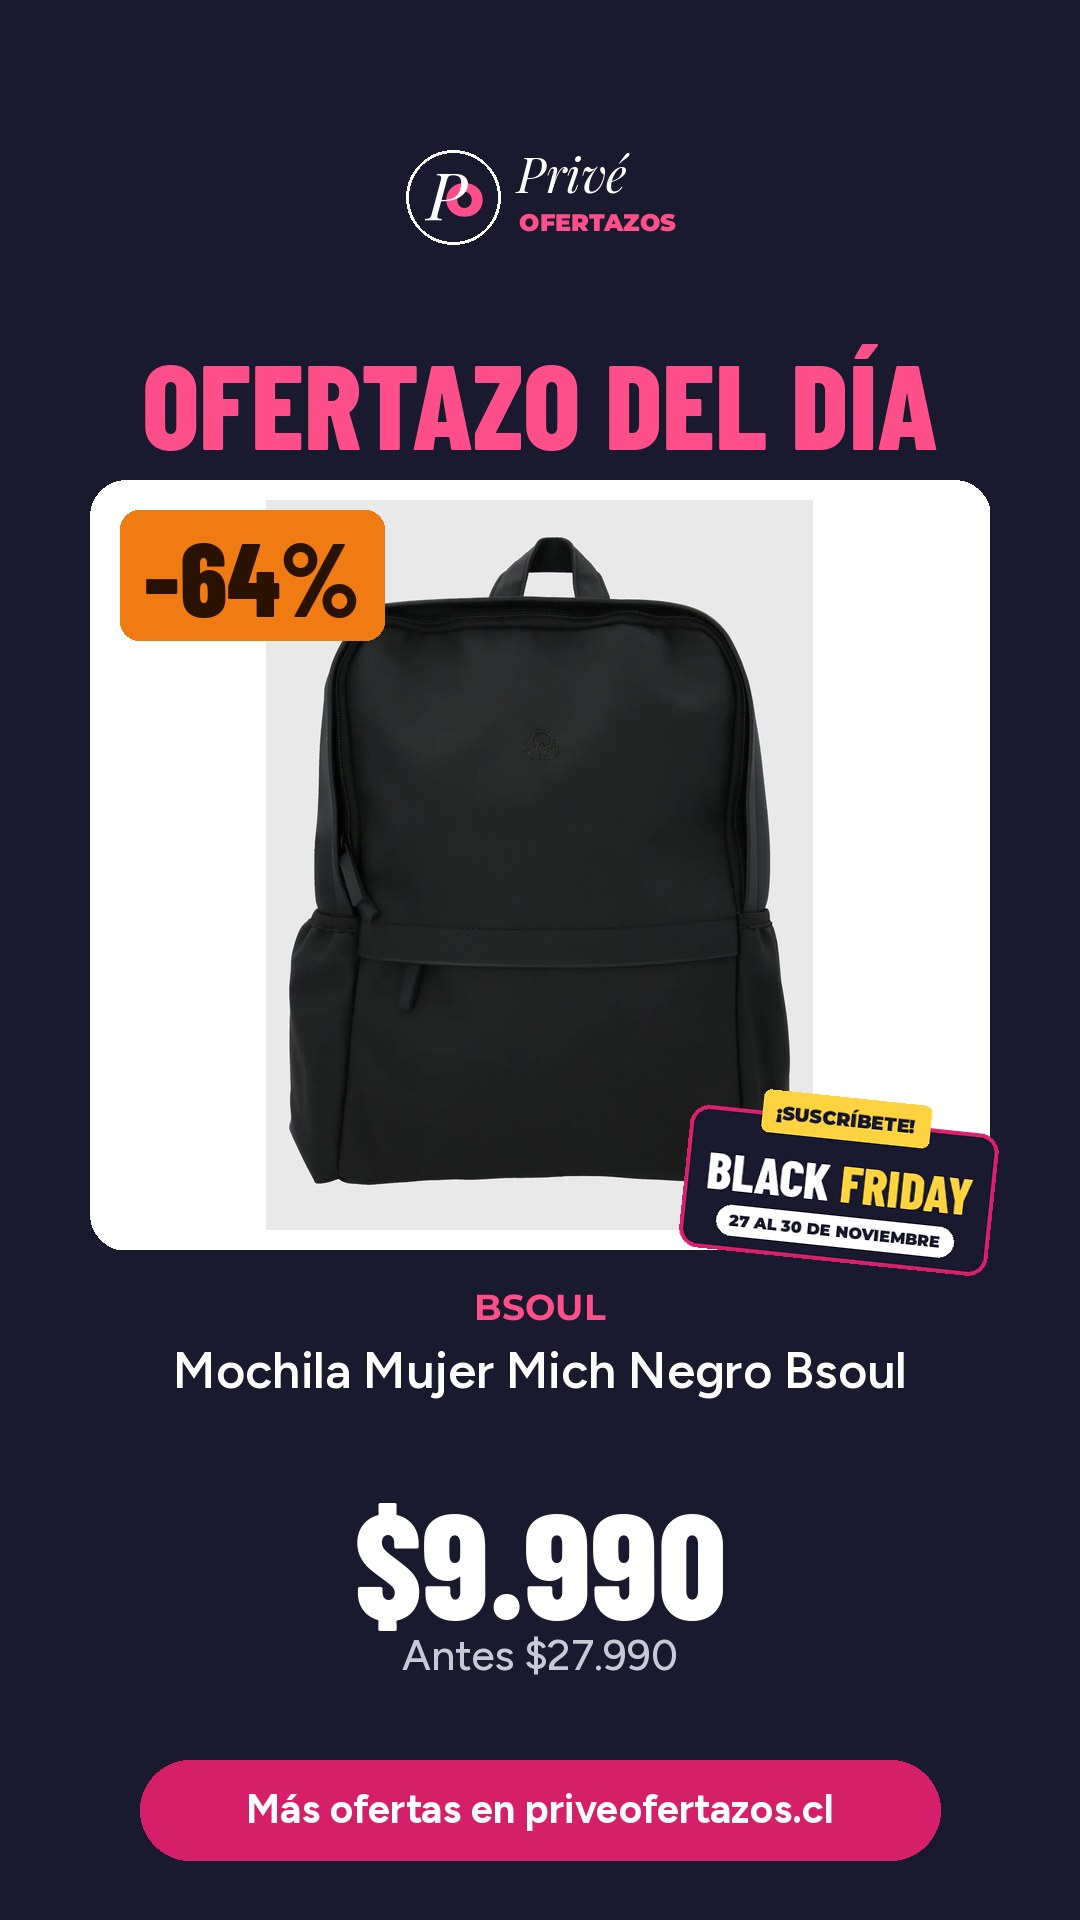 Po
Privé
OFERTAZOS
OFERTAZO DEL DÍA
-64%
¡SUSCRÍBETE!
BLACK FRIDAY
27 AL 30 DE NOVIEMBRE
BSOUL
Mochila Mujer Mich Negro Bsoul
$9.990
Antes $27.990
Más ofertas en priveofertazos.cl